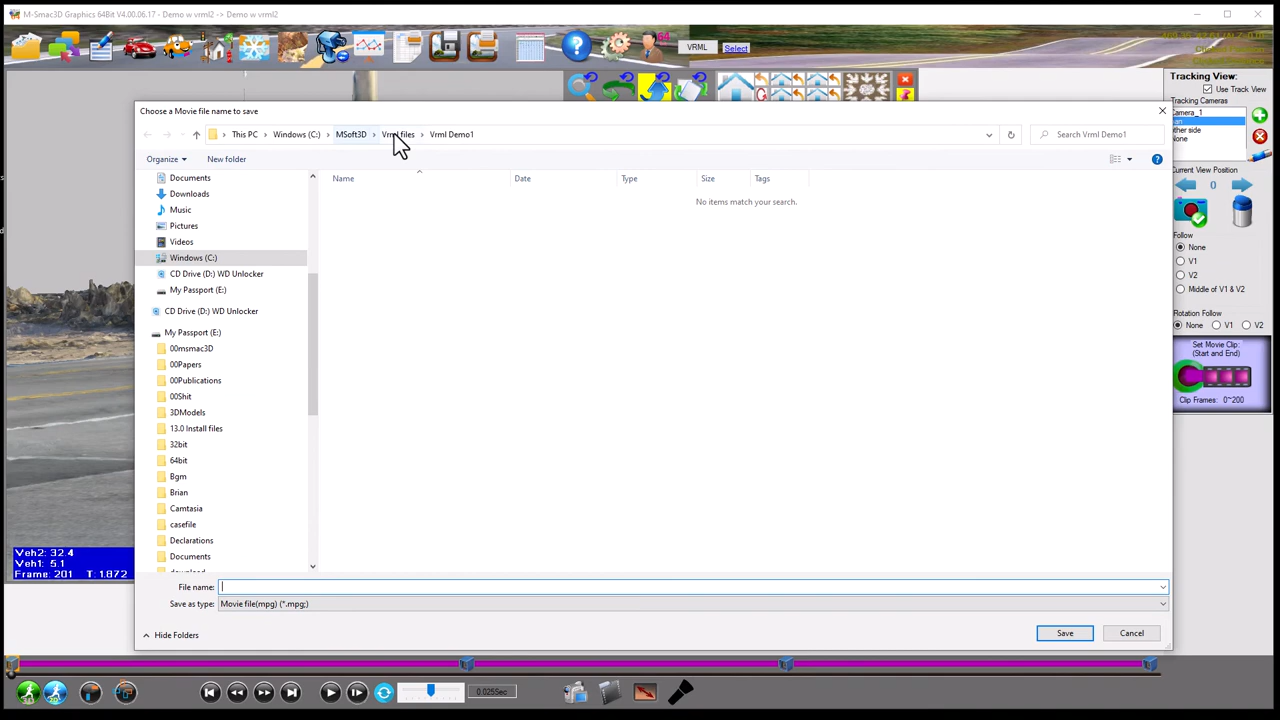 M-Smac3D Graphics 64Bit V4.00.06.17 - Demo w vrml2 -> Demo w vrml2
64
VRML
Select
Tracking View:
Use Track View
Tracking Cameras
Camera_1
other side
None
Current View Position
0
Follow
None
V1
V2
Middle of V1 & V2
Rotation Follow
None V1 V2
Set Movie Clip:
(Start and End)
Clip Frames: 0~200
Choose a Movie file name to save
This PC > Windows (C:) > MSoft3D > Vrml files > Vrml Demo1
Search Vrml Demo1
Organize
New folder
Name Date Type Size Tags
No items match your search.
Documents
Downloads
Music
Pictures
Videos
Windows (C:)
CD Drive (D:) WD Unlocker
My Passport (E:)
CD Drive (D:) WD Unlocker
My Passport (E:)
00msmac3D
00Papers
00Publications
00Shit
3DModels
13.0 Install files
32bit
64bit
Bgm
Brian
Camtasia
casefile
Declarations
Documents
File name:
Save as type: Movie file(mpg) (*.mpg;)
Hide Folders
Save
Cancel
Veh2: 32.4
Veh1: 5.1
Frame: 201 T: 1.872
0.025Sec